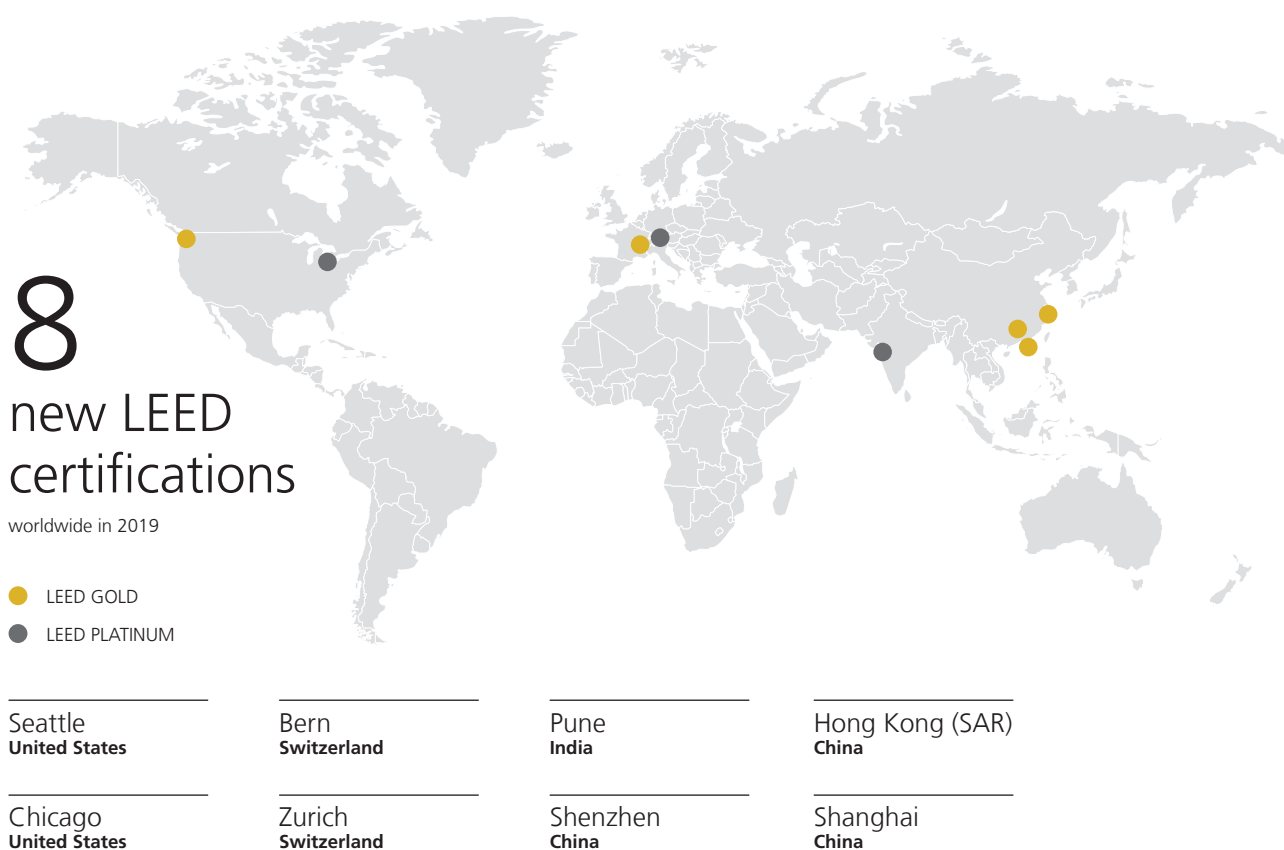 8
new LEED
certifications
worldwide in 2019
LEED GOLD
LEED PLATINUM
Seattle
United States
Bern
Switzerland
Pune
India
Hong Kong (SAR)
China
Chicago
United States
Zurich
Switzerland
Shenzhen
China
Shanghai
China